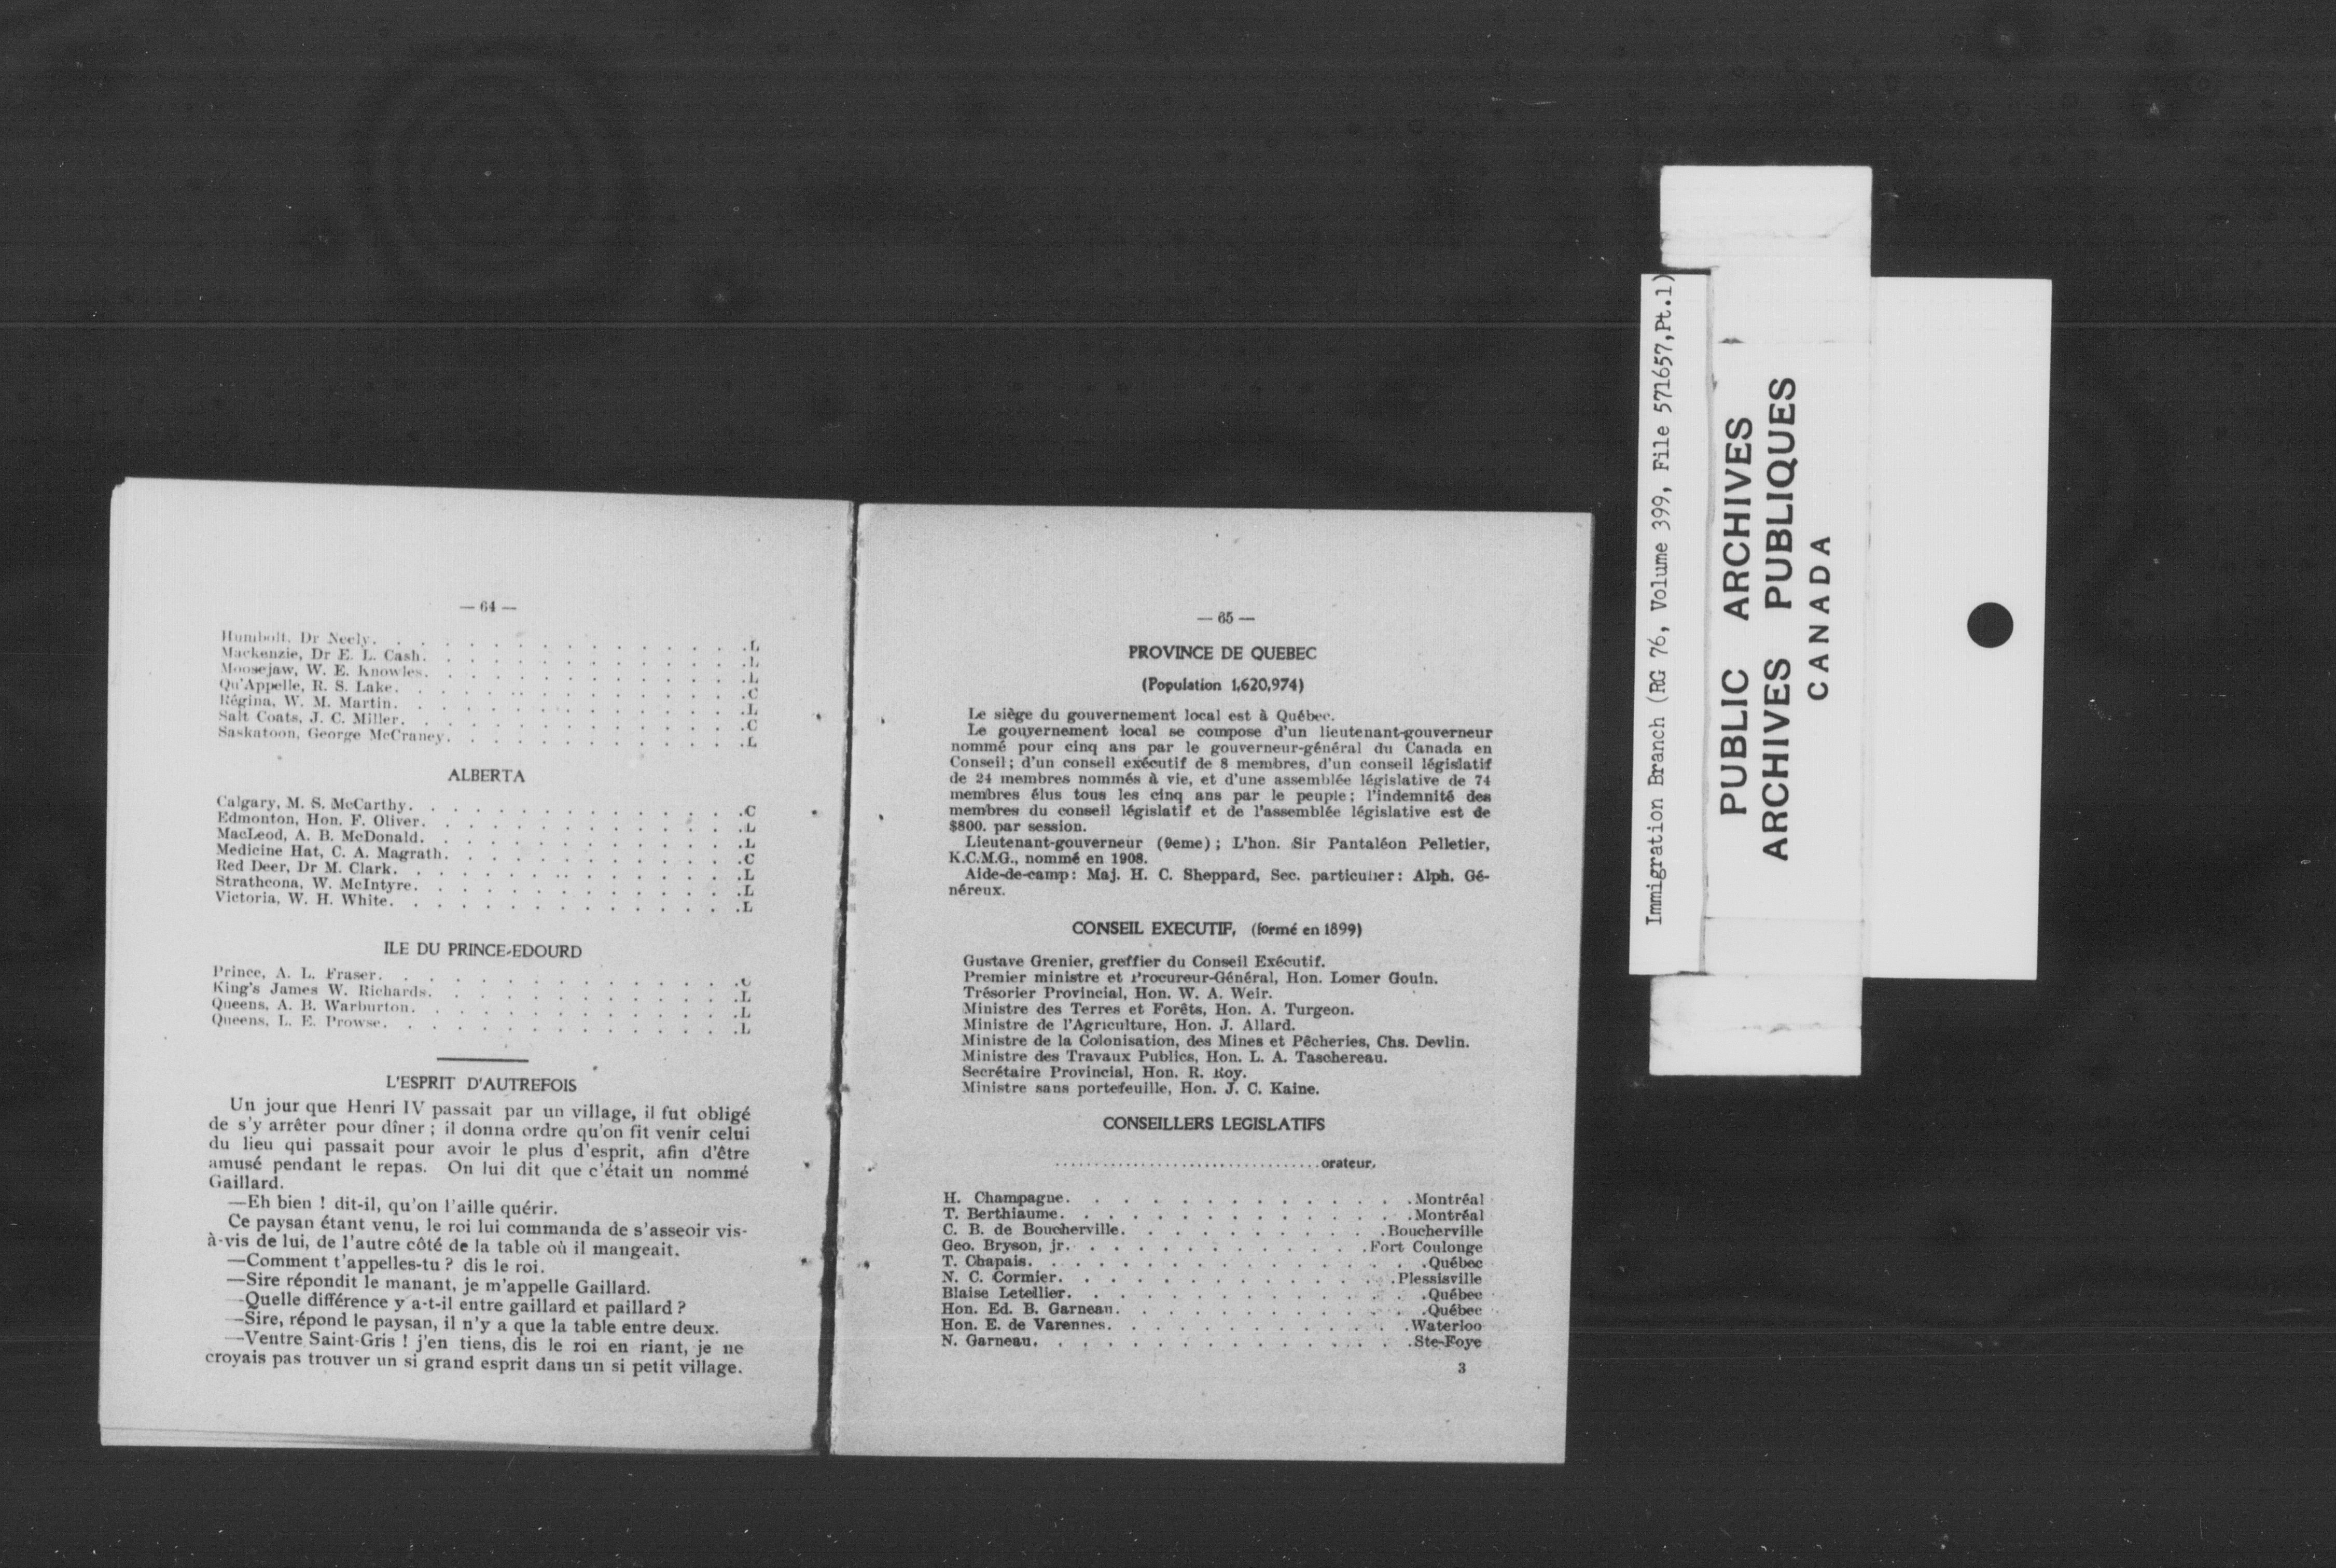 — 64 —
Humbolt, Dr Neely. . . . . . . . . . . . . . . .L
Mackenzie, Dr E. L. Cash. . . . . . . . . . . . . .L
Moosejaw, W. E. Knowles. . . . . . . . . . . . . .L
Qu'Appelle, R. S. Lake. . . . . . . . . . . . . . .C
Régina, W. M. Martin. . . . . . . . . . . . . . .L
Salt Coats, J. C. Miller. . . . . . . . . . . . . . .C
Saskatoon, George McCraney. . . . . . . . . . . . .L
ALBERTA
Calgary, M. S. McCarthy. . . . . . . . . . . . . . .C
Edmonton, Hon. F. Oliver. . . . . . . . . . . . . .L
MacLeod, A. B. McDonald. . . . . . . . . . . . . .L
Medicine Hat, C. A. Magrath. . . . . . . . . . . . .C
Red Deer, Dr M. Clark. . . . . . . . . . . . . . .L
Strathcona, W. McIntyre. . . . . . . . . . . . . . .L
Victoria, W. H. White. . . . . . . . . . . . . . .L
ILE DU PRINCE-EDOURD
Prince, A. L. Fraser. . . . . . . . . . . . . . . .C
King's James W. Richards. . . . . . . . . . . . . .L
Queens, A. B. Warburton. . . . . . . . . . . . . .L
Queens, L. E. Prowse. . . . . . . . . . . . . . .L
L'ESPRIT D'AUTREFOIS
Un jour que Henri IV passait par un village, il fut obligé
de s'y arrêter pour dîner ; il donna ordre qu'on fit venir celui
du lieu qui passait pour avoir le plus d'esprit, afin d'être
amusé pendant le repas. On lui dit que c'était un nommé
Gaillard.
—Eh bien ! dit-il, qu'on l'aille quérir.
Ce paysan étant venu, le roi lui commanda de s'asseoir vis-
à-vis de lui, de l'autre côté de la table où il mangeait.
—Comment t'appelles-tu ? dis le roi.
—Sire répondit le manant, je m'appelle Gaillard.
—Quelle différence y a-t-il entre gaillard et paillard ?
—Sire, répond le paysan, il n'y a que la table entre deux.
—Ventre Saint-Gris ! j'en tiens, dis le roi en riant, je ne
croyais pas trouver un si grand esprit dans un si petit village.
— 65 —
PROVINCE DE QUEBEC
(Population 1,620,974)
Le siège du gouvernement local est à Québec.
Le gouvernement local se compose d'un lieutenant-gouverneur
nommé pour cinq ans par le gouverneur-général du Canada en
Conseil; d'un conseil exécutif de 8 membres, d'un conseil législatif
de 24 membres nommés à vie, et d'une assemblée législative de 74
membres élus tous les cinq ans par le peuple; l'indemnité des
membres du conseil législatif et de l'assemblée législative est de
$800. par session.
Lieutenant-gouverneur (9eme) ; L'hon. Sir Pantaléon Pelletier,
K.C.M.G., nommé en 1908.
Aide-de-camp: Maj. H. C. Sheppard, Sec. particulier: Alph. Gé-
néreux.
CONSEIL EXECUTIF, (formé en 1899)
Gustave Grenier, greffier du Conseil Exécutif.
Premier ministre et Procureur-Général, Hon. Lomer Gouin.
Trésorier Provincial, Hon. W. A. Weir.
Ministre des Terres et Forêts, Hon. A. Turgeon.
Ministre de l'Agriculture, Hon. J. Allard.
Ministre de la Colonisation, des Mines et Pêcheries, Chs. Devlin.
Ministre des Travaux Publics, Hon. L. A. Taschereau.
Secrétaire Provincial, Hon. R. Roy.
Ministre sans portefeuille, Hon. J. C. Kaine.
CONSEILLERS LEGISLATIFS
...................................orateur,
H. Champagne. . . . . . . . . . . . . . .Montréal
T. Berthiaume. . . . . . . . . . . . . . .Montréal
C. B. de Boucherville. . . . . . . . . . . .Boucherville
Geo. Bryson, jr. . . . . . . . . . . . . .Fort Coulonge
T. Chapais. . . . . . . . . . . . . . . . .Québec
N. C. Cormier. . . . . . . . . . . . . . .Plessisville
Blaise Letellier. . . . . . . . . . . . . . .Québec
Hon. Ed. B. Garneau. . . . . . . . . . . . .Québec
Hon. E. de Varennes. . . . . . . . . . . . .Waterloo
N. Garneau. . . . . . . . . . . . . . . .Ste-Foye
3
Immigration Branch (RG 76, Volume 399, File 571657,Pt.1)
PUBLIC ARCHIVES
ARCHIVES PUBLIQUES
CANADA